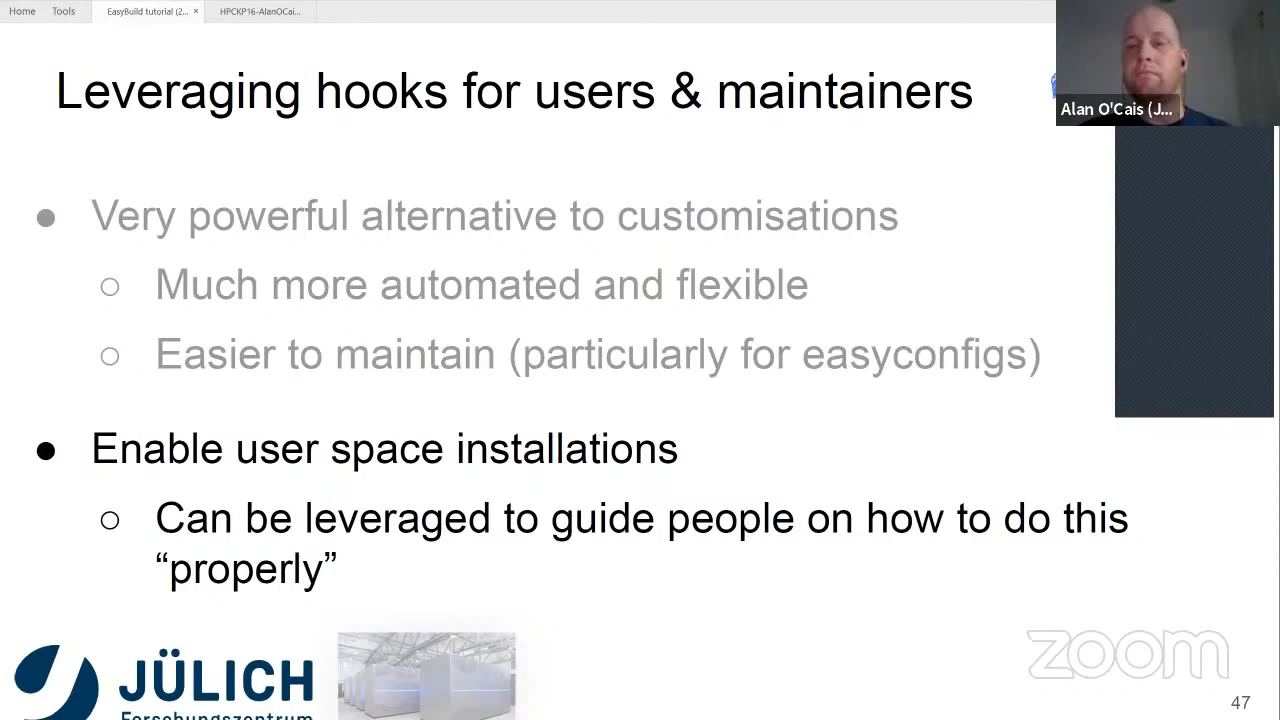 Home Tools EasyBuild tutorial (2... × HPCKP16-AlanOCai...
Leveraging hooks for users & maintainers
Alan O'Cais (J...
● Very powerful alternative to customisations
○ Much more automated and flexible
○ Easier to maintain (particularly for easyconfigs)
● Enable user space installations
○ Can be leveraged to guide people on how to do this
“properly”
JÜLICH
Forschungszentrum
zoom
47